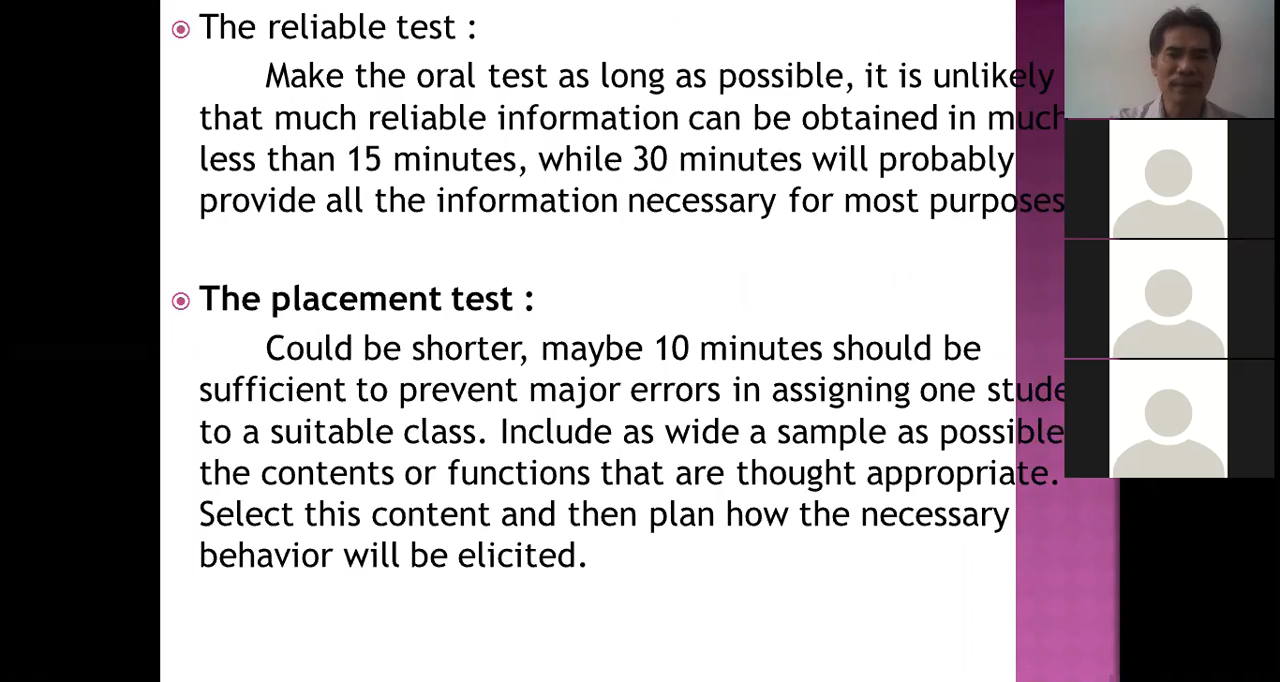 The reliable test :
Make the oral test as long as possible, it is unlikely
that much reliable information can be obtained in much
less than 15 minutes, while 30 minutes will probably
provide all the information necessary for most purposes
The placement test :
Could be shorter, maybe 10 minutes should be
sufficient to prevent major errors in assigning one
to a suitable class. Include as wide a sample as possible
the contents or functions that are thought appropriate.
Select this content and then plan how the necessary
behavior will be elicited.